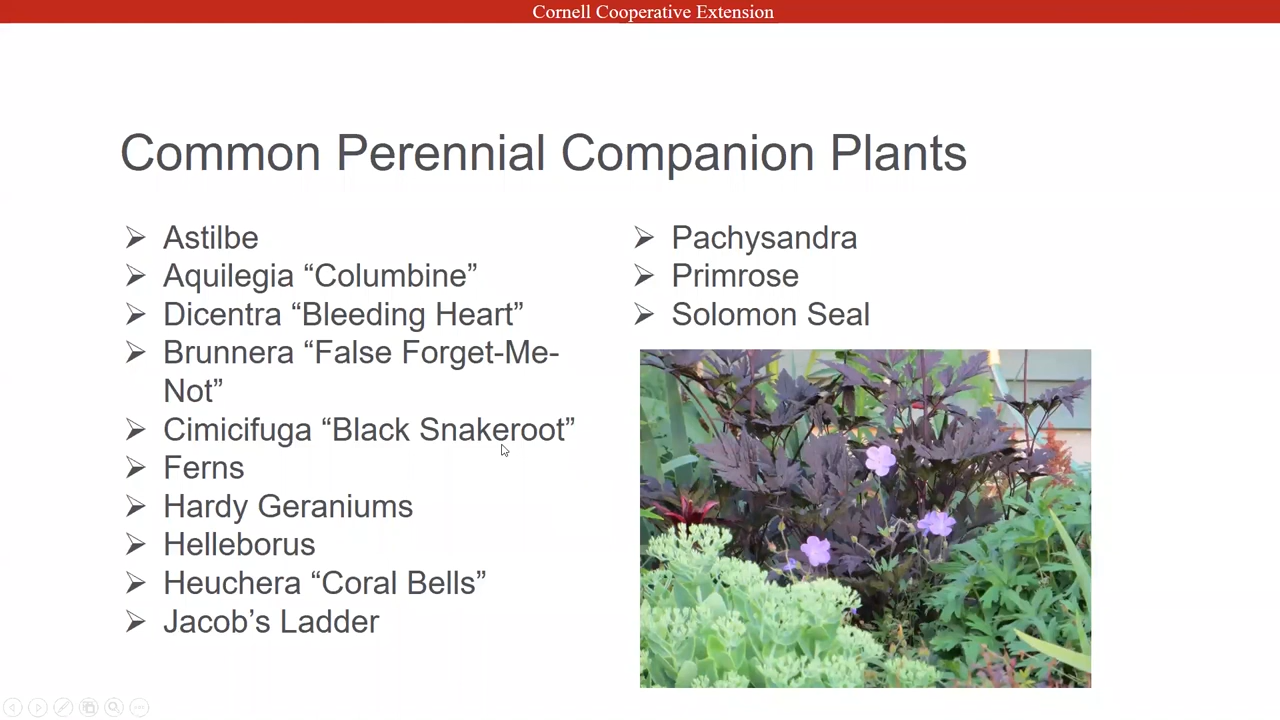 Cornell Cooperative Extension
Common Perennial Companion Plants
➢ Astilbe
➢ Aquilegia “Columbine”
➢ Dicentra “Bleeding Heart”
➢ Brunnera “False Forget-Me-
Not”
➢ Cimicifuga “Black Snakeroot”
➢ Ferns
➢ Hardy Geraniums
➢ Helleborus
➢ Heuchera “Coral Bells”
➢ Jacob’s Ladder
➢ Pachysandra
➢ Primrose
➢ Solomon Seal